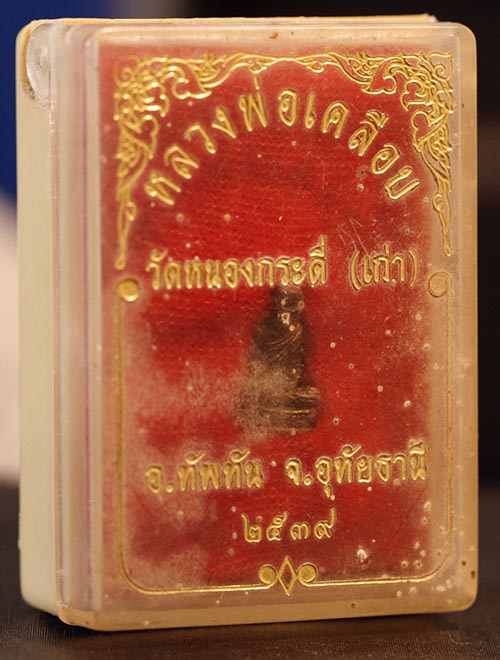 หลวงพ่อเคลือบ
วัดหนองกระดี่ (เก่า)
อ.ทัพทัน จ.อุทัยธานี
๒๕๓๙